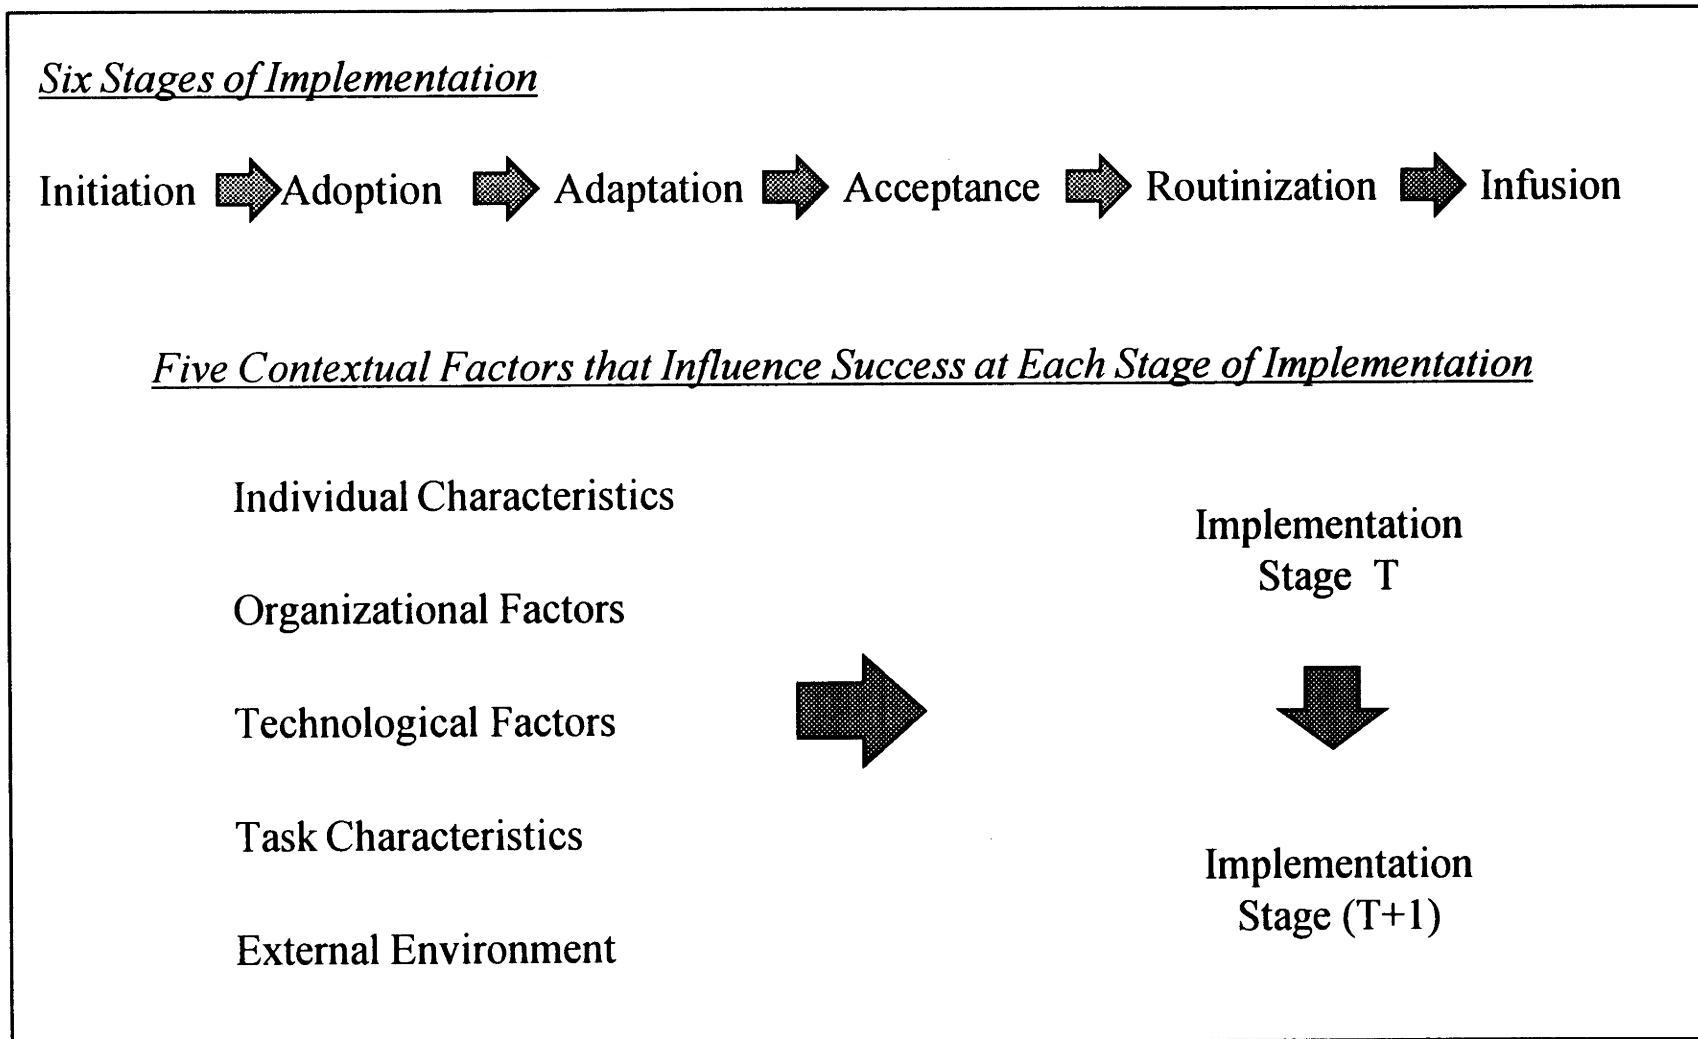 Six Stages of Implementation
Initiation Adoption Adaptation Acceptance Routinization Infusion
Five Contextual Factors that Influence Success at Each Stage of Implementation
Individual Characteristics
Organizational Factors
Technological Factors
Task Characteristics
External Environment
Implementation
Stage T
Implementation
Stage (T+1)